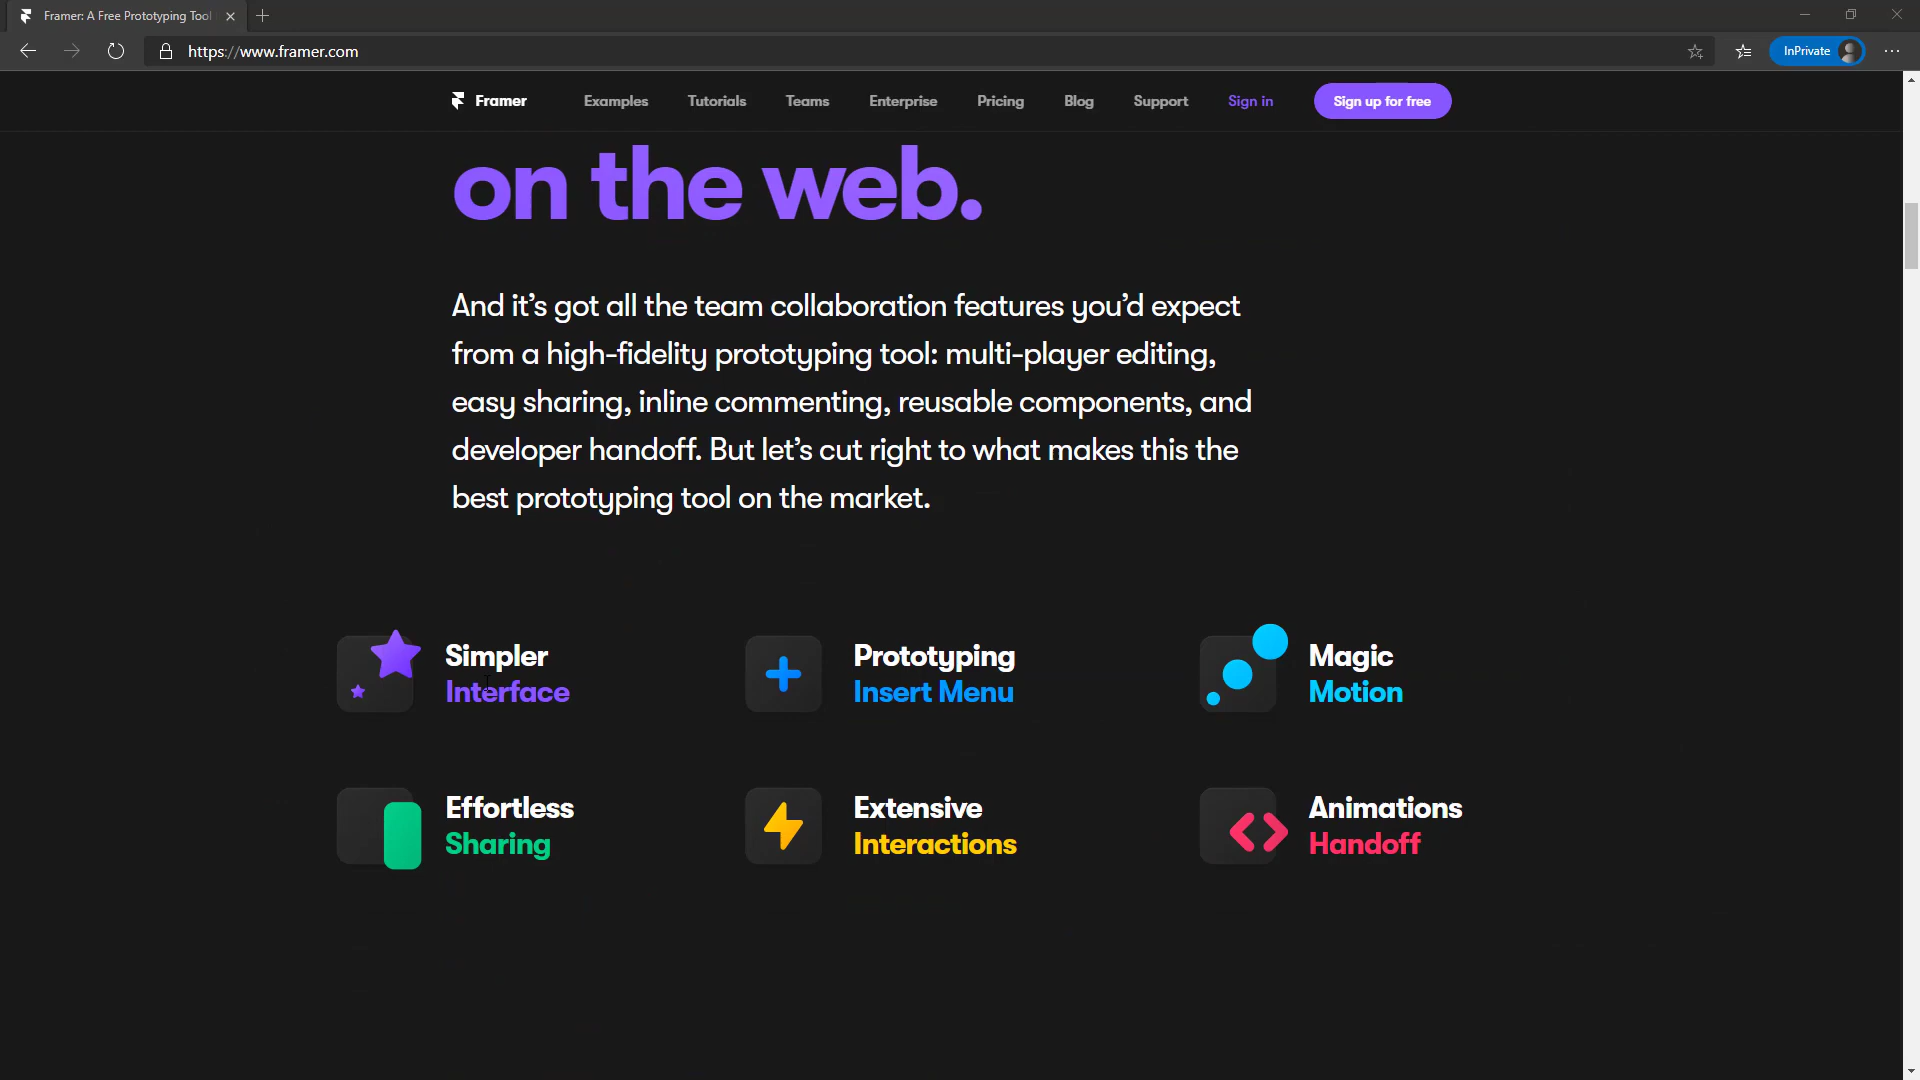 Framer: A Free Prototyping Tool
https://www.framer.com
InPrivate
Framer
Examples
Tutorials
Teams
Enterprise
Pricing
Blog
Support
Sign in
Sign up for free
on the web.
And it's got all the team collaboration features you'd expect
from a high-fidelity prototyping tool: multi-player editing,
easy sharing, inline commenting, reusable components, and
developer handoff. But let's cut right to what makes this the
best prototyping tool on the market.
Simpler
Interface
Prototyping
Insert Menu
Magic
Motion
Effortless
Sharing
Extensive
Interactions
Animations
Handoff